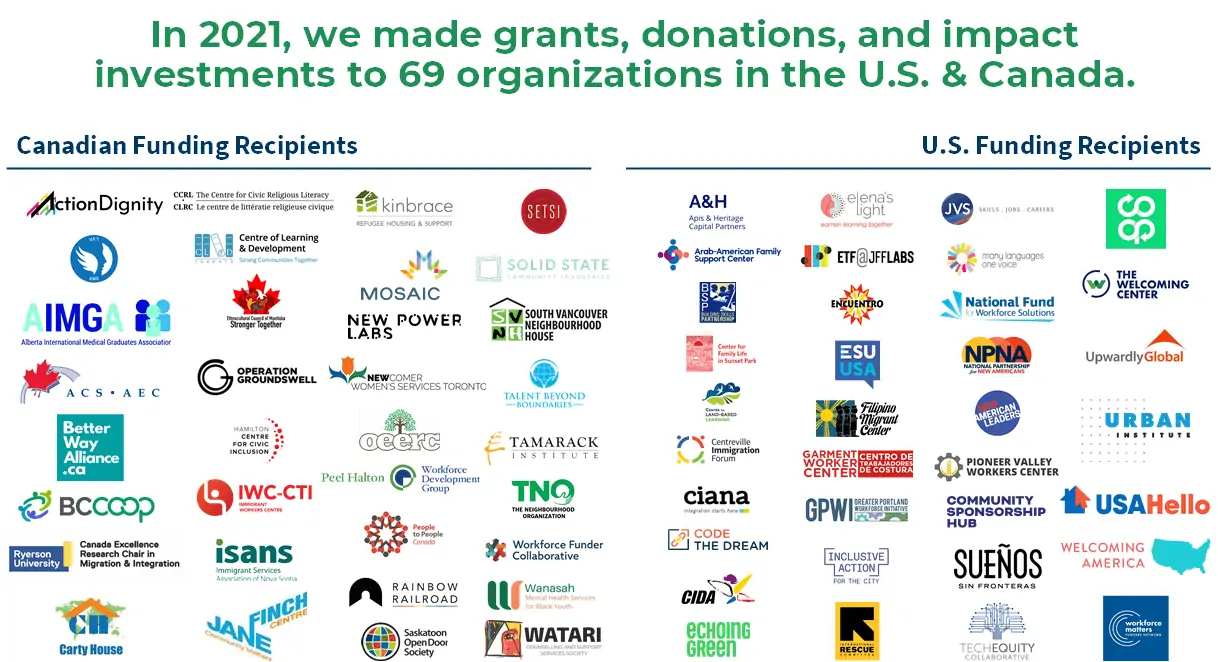 In 2021, we made grants, donations, and impact
investments to 69 organizations in the U.S. & Canada.
Canadian Funding Recipients
ActionDignity
AIMGA
Alberta International Medical Graduates Association
ACS • AEC
Better
Way
Alliance
.ca
BCCOOP
Ryerson
University
Canada Excellence
Research Chair in
Migration & Integration
CH
Carty House
CCRL The Centre for Civic Religious Literacy
CLRC Le centre de littératie religieuse civique
Centre of Learning
& Development
Strong Communities Together
Ethnocultural Council of Manitoba
Stronger Together
OPERATION
GROUNDSWELL
HAMILTON
CENTRE
FOR CIVIC
INCLUSION
IWC-CTI
IMMIGRANT
WORKERS CENTRE
isans
Immigrant Services
Association of Nova Scotia
JANE
FINCH
CENTRE
Community Matters
kinbrace
REFUGEE HOUSING & SUPPORT
MOSAIC
NEW POWER
LABS
NEWCOMER
WOMEN'S SERVICES TORONTO
oeerc
Peel Halton
Workforce
Development
Group
People
to People
Canada
RAINBOW
RAILROAD
Saskatoon
Open Door
Society
SETSI
SOLID STATE
COMMUNITY INDUSTRIES
SV
NH
SOUTH VANCOUVER
NEIGHBOURHOOD
HOUSE
TALENT BEYOND
BOUNDARIES
TAMARACK
INSTITUTE
TNO
THE NEIGHBOURHOOD
ORGANIZATION
Workforce Funder
Collaborative
Wanasah
Mental Health Services
for Black Youth
WATARI
COUNSELLING AND SUPPORT
SERVICES SOCIETY
U.S. Funding Recipients
A&H
Apis & Heritage
Capital Partners
Arab-American Family
Support Center
BSP
BUILDING SKILLS
PARTNERSHIP
Center for
Family Life
in Sunset Park
Center for
LAND-BASED
LEARNING
Centreville
Immigration
Forum
ciana
integration starts here
CODE
THE DREAM
CIDA
echoing
green
elena's
light
women learning together
ETF@JFFLABS
ENCUENTRO
ESU
USA
Filipino
Migrant
Center
GARMENT
WORKER
CENTER
CENTRO DE
TRABAJADORES
DE COSTURA
GPWI
GREATER PORTLAND
WORKFORCE INITIATIVE
INCLUSIVE
ACTION
FOR THE CITY
INTERNATIONAL
RESCUE
COMMITTEE
JVS
SKILLS . JOBS . CAREERS
many languages
one voice
National Fund
for Workforce Solutions
NPNA
NATIONAL PARTNERSHIP
for NEW AMERICANS
NEW
AMERICAN
LEADERS
PIONEER VALLEY
WORKERS CENTER
COMMUNITY
SPONSORSHIP
HUB
SUEÑOS
SIN FRONTERAS
TECHEQUITY
COLLABORATIVE
THE
WELCOMING
CENTER
UpwardlyGlobal
URBAN
INSTITUTE
USAHello
WELCOMING
AMERICA
workforce
matters
FUNDERS NETWORK